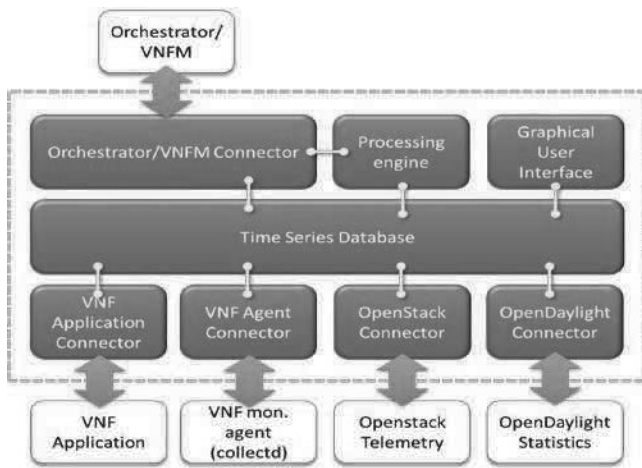 Orchestrator/
VNFM
Orchestrator/VNFM Connector
Processing
engine
Graphical
User
Interface
Time Series Database
VNF
Application
Connector
VNF Agent
Connector
OpenStack
Connector
OpenDaylight
Connector
VNF
Application
VNF mon.
agent
(collectd)
Openstack
Telemetry
OpenDaylight
Statistics